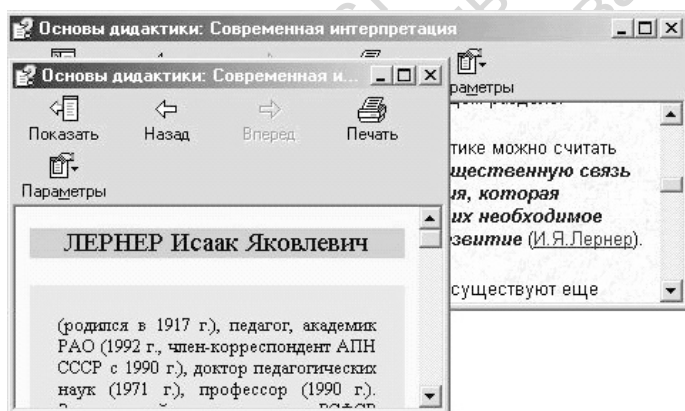 Основы дидактики: Современная интерпретация
Основы дидактики: Современная и...
Показать Назад Вперед Печать
Параметры
раметры
ЛЕРНЕР Исаак Яковлевич
(родился в 1917 г.), педагог, академик
РАО (1992 г., член-корреспондент АПН
СССР с 1990 г.), доктор педагогических
наук (1971 г.), профессор (1990 г.).
тике можно считать
щественную связь
ия, которая
их необходимое
звитие (И.Я.Лернер).
существуют еще